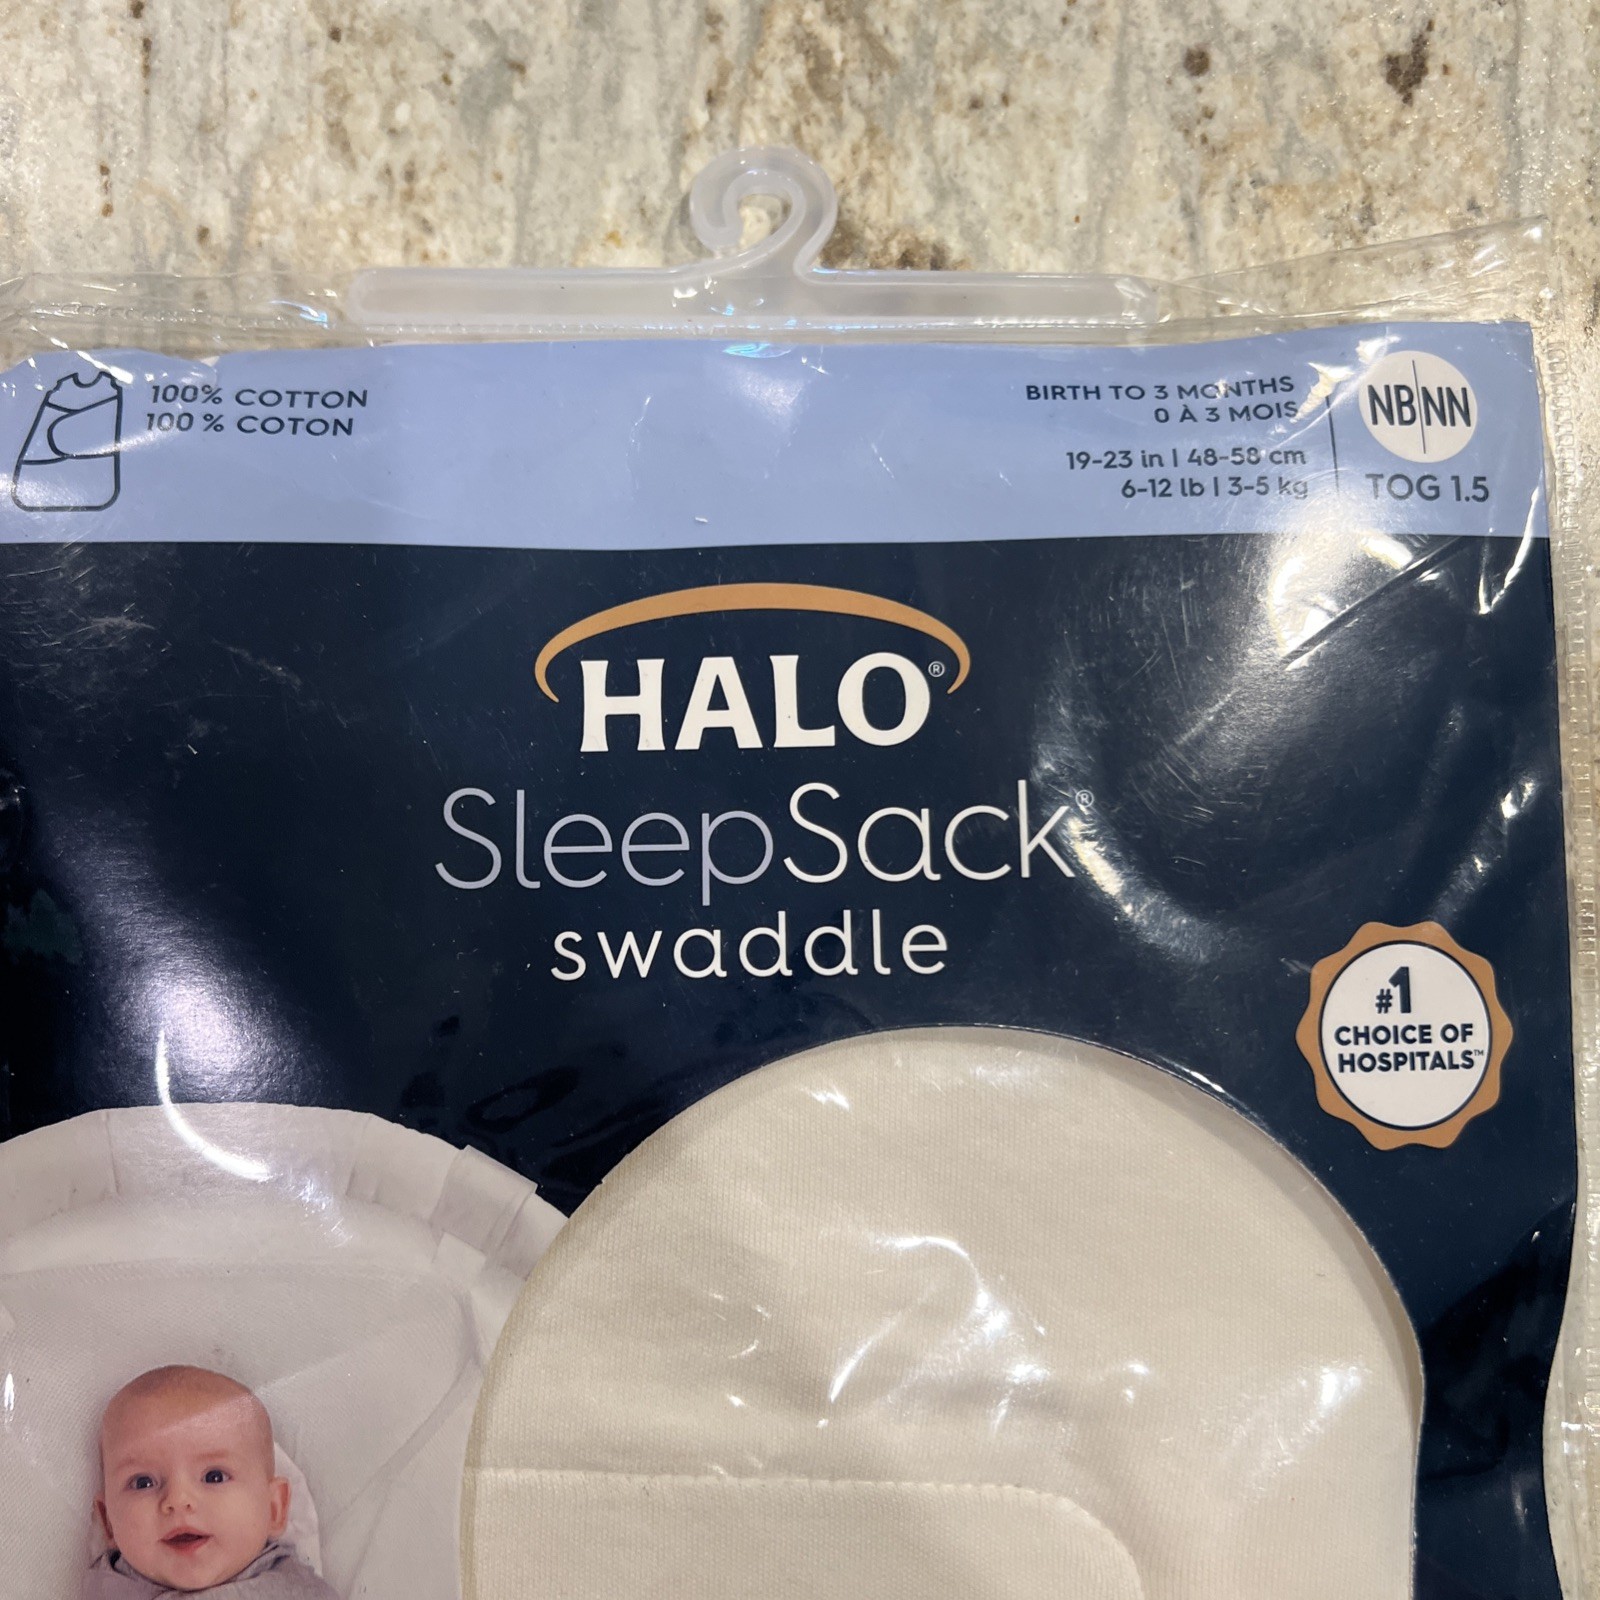 100% COTTON
100 % COTON
BIRTH TO 3 MONTHS
0 À 3 MOIS
19-23 in | 48-58 cm
6-12 lb | 3-5 kg
NB|NN
TOG 1.5
HALO®
SleepSack®
swaddle
#1
CHOICE OF
HOSPITALS™